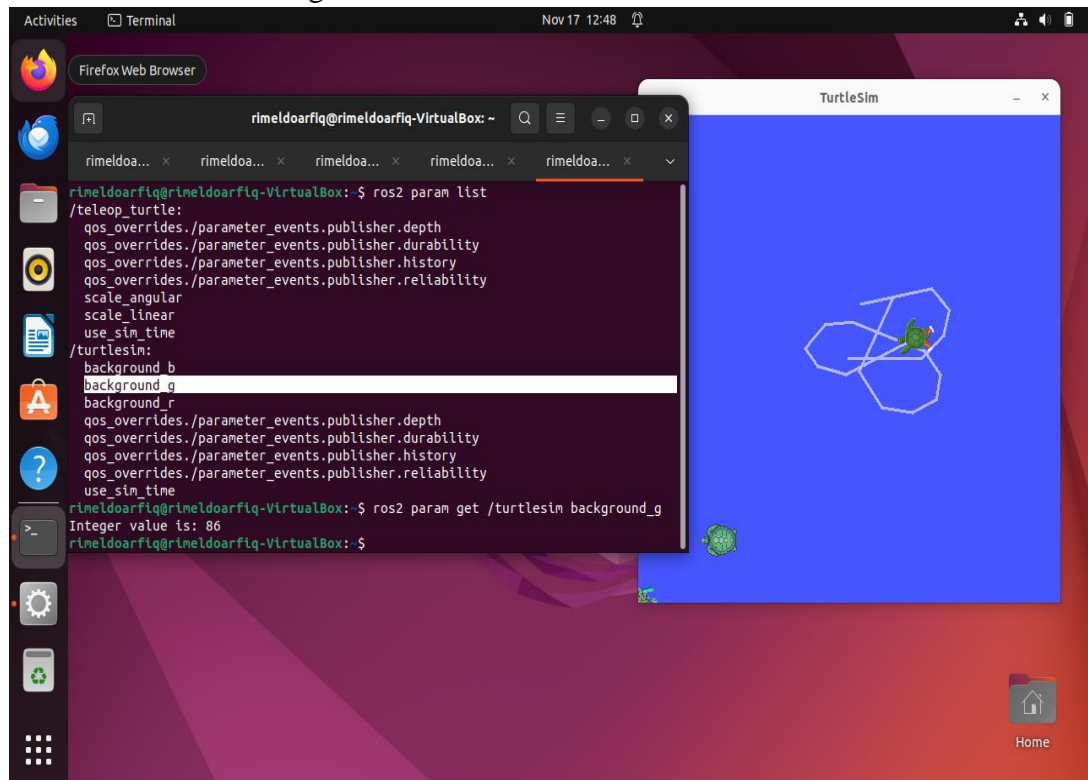 Activities
Terminal
Nov 17 12:48
Firefox Web Browser
TurtleSim
rimeldoarfiq@rimeldoarfiq-VirtualBox: ~
rimeldoa... rimeldoa... rimeldoa... rimeldoa... rimeldoa...
rimeldoarfiq@rimeldoarfiq-VirtualBox:~$ ros2 param list
/teleop_turtle:
qos_overrides./parameter_events.publisher.depth
qos_overrides./parameter_events.publisher.durability
qos_overrides./parameter_events.publisher.history
qos_overrides./parameter_events.publisher.reliability
scale_angular
scale_linear
use_sim_time
/turtlesim:
background_b
background_g
background_r
qos_overrides./parameter_events.publisher.depth
qos_overrides./parameter_events.publisher.durability
qos_overrides./parameter_events.publisher.history
qos_overrides./parameter_events.publisher.reliability
use_sim_time
rimeldoarfiq@rimeldoarfiq-VirtualBox:~$ ros2 param get /turtlesim background_g
Integer value is: 86
rimeldoarfiq@rimeldoarfiq-VirtualBox:~$
Home